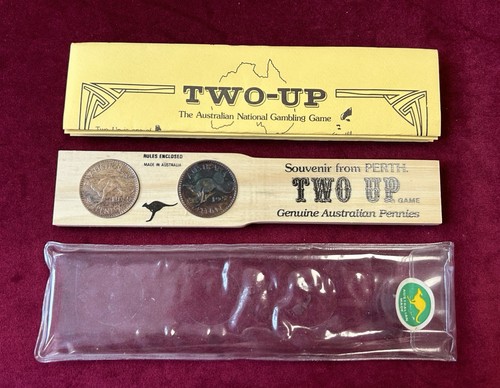 TWO-UP
The Australian National Gambling Game
RULES ENCLOSED
MADE IN AUSTRALIA
Souvenir from PERTH.
TWO UP
GAME
Genuine Australian Pennies